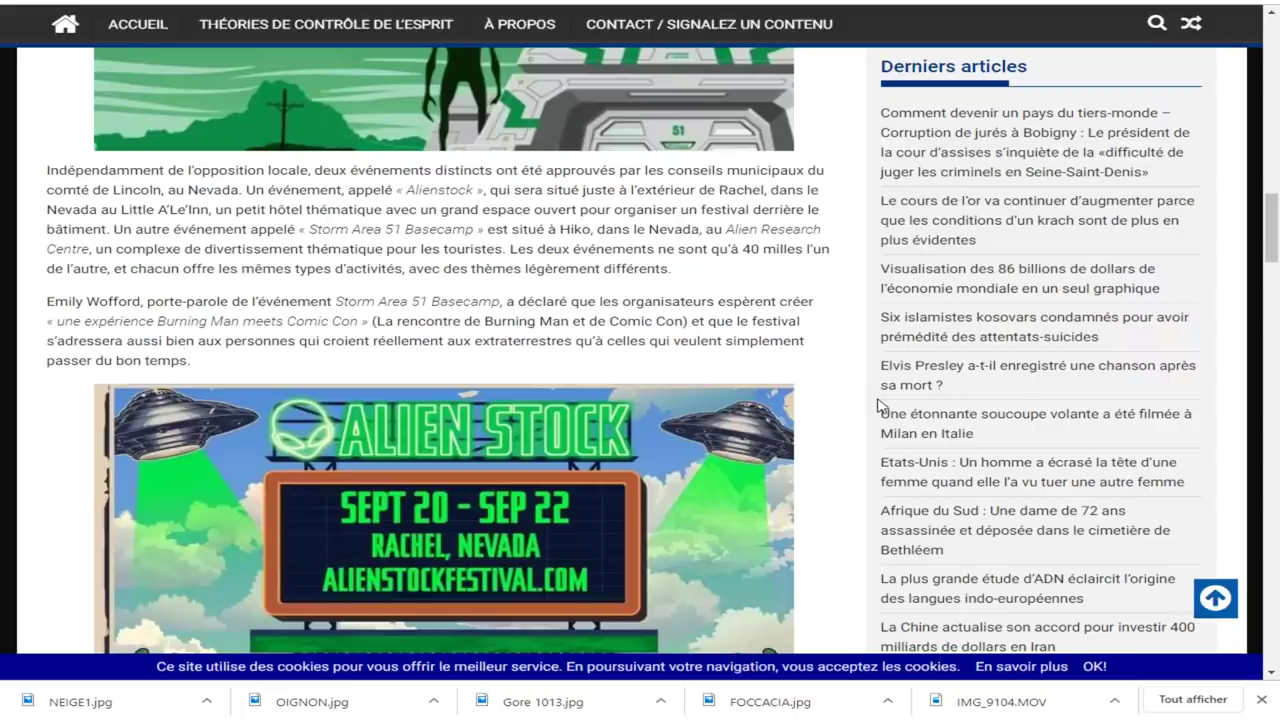 ACCUEIL THÉORIES DE CONTRÔLE DE L'ESPRIT À PROPOS CONTACT / SIGNALEZ UN CONTENU
51
Indépendamment de l'opposition locale, deux événements distincts ont été approuvés par les conseils municipaux du
comté de Lincoln, au Nevada. Un événement, appelé « Alienstock », qui sera situé juste à l'extérieur de Rachel, dans le
Nevada au Little A'Le'Inn, un petit hôtel thématique avec un grand espace ouvert pour organiser un festival derrière le
bâtiment. Un autre événement appelé « Storm Area 51 Basecamp » est situé à Hiko, dans le Nevada, au Alien Research
Centre, un complexe de divertissement thématique pour les touristes. Les deux événements ne sont qu'à 40 milles l'un
de l'autre, et chacun offre les mêmes types d'activités, avec des thèmes légèrement différents.
Emily Wofford, porte-parole de l'événement Storm Area 51 Basecamp, a déclaré que les organisateurs espèrent créer
« une expérience Burning Man meets Comic Con » (La rencontre de Burning Man et de Comic Con) et que le festival
s'adressera aussi bien aux personnes qui croient réellement aux extraterrestres qu'à celles qui veulent simplement
passer du bon temps.
ALIEN STOCK
SEPT 20 - SEP 22
RACHEL, NEVADA
ALIENSTOCKFESTIVAL.COM
Derniers articles
Comment devenir un pays du tiers-monde –
Corruption de jurés à Bobigny : Le président de
la cour d'assises s'inquiète de la «difficulté de
juger les criminels en Seine-Saint-Denis»
Le cours de l'or va continuer d'augmenter parce
que les conditions d'un krach sont de plus en
plus évidentes
Visualisation des 86 billions de dollars de
l'économie mondiale en un seul graphique
Six islamistes kosovars condamnés pour avoir
prémédité des attentats-suicides
Elvis Presley a-t-il enregistré une chanson après
sa mort ?
Une étonnante soucoupe volante a été filmée à
Milan en Italie
Etats-Unis : Un homme a écrasé la tête d'une
femme quand elle l'a vu tuer une autre femme
Afrique du Sud : Une dame de 72 ans
assassinée et déposée dans le cimetière de
Bethléem
La plus grande étude d'ADN éclaircit l'origine
des langues indo-européennes
La Chine actualise son accord pour investir 400
milliards de dollars en Iran
Ce site utilise des cookies pour vous offrir le meilleur service. En poursuivant votre navigation, vous acceptez les cookies. En savoir plus OK!
NEIGE1.jpg OIGNON.jpg Gore 1013.jpg FOCCACIA.jpg IMG_9104.MOV Tout afficher